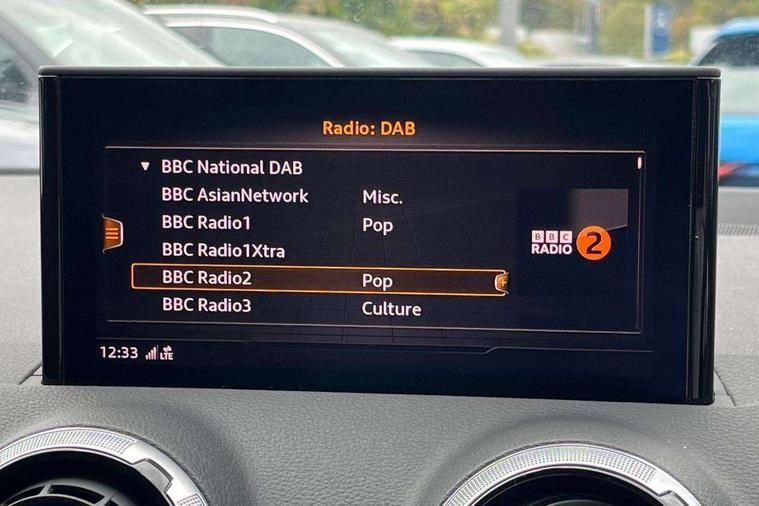 Radio: DAB
BBC National DAB
BBC AsianNetwork Misc.
BBC Radio1 Pop
BBC Radio1Xtra
BBC Radio2 Pop
BBC Radio3 Culture
BBC
RADIO 2
12:33 LTE